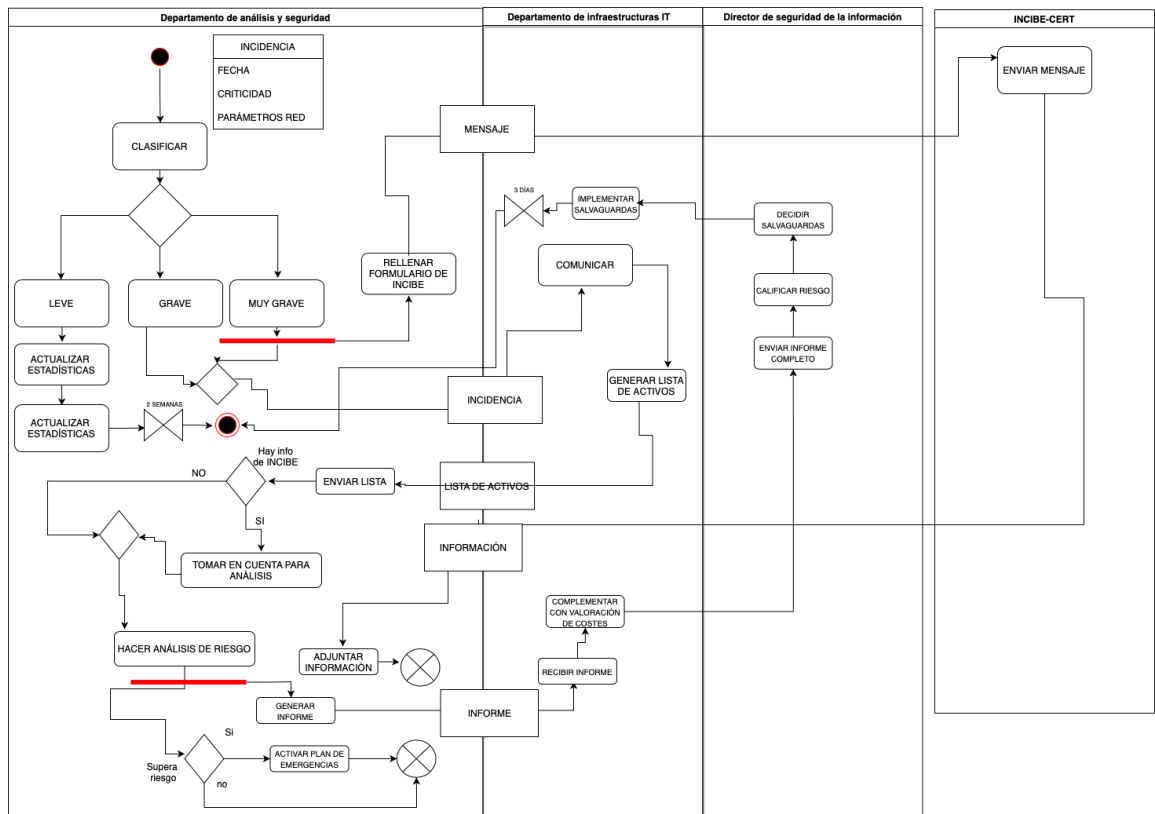 Departamento de análisis y seguridad
Departamento de infraestructuras IT
Director de seguridad de la información
INCIBE-CERT
INCIDENCIA
FECHA
CRITICIDAD
PARÁMETROS RED
ENVIAR MENSAJE
MENSAJE
CLASIFICAR
3 DÍAS
IMPLEMENTAR
SALVAGUARDAS
DECIDIR
SALVAGUARDAS
RELLENAR
FORMULARIO DE
INCIBE
COMUNICAR
LEVE
GRAVE
MUY GRAVE
CALIFICAR RIESGO
ENVIAR INFORME
COMPLETO
ACTUALIZAR
ESTADÍSTICAS
GENERAR LISTA
DE ACTIVOS
INCIDENCIA
2 SEMANAS
ACTUALIZAR
ESTADÍSTICAS
Hay info
de INCIBE
NO
ENVIAR LISTA
LISTA DE ACTIVOS
SI
INFORMACIÓN
TOMAR EN CUENTA PARA
ANÁLISIS
COMPLEMENTAR
CON VALORACIÓN
DE COSTES
HACER ANÁLISIS DE RIESGO
ADJUNTAR
INFORMACIÓN
RECIBIR INFORME
GENERAR
INFORME
INFORME
Si
Supera
riesgo
ACTIVAR PLAN DE
EMERGENCIAS
no